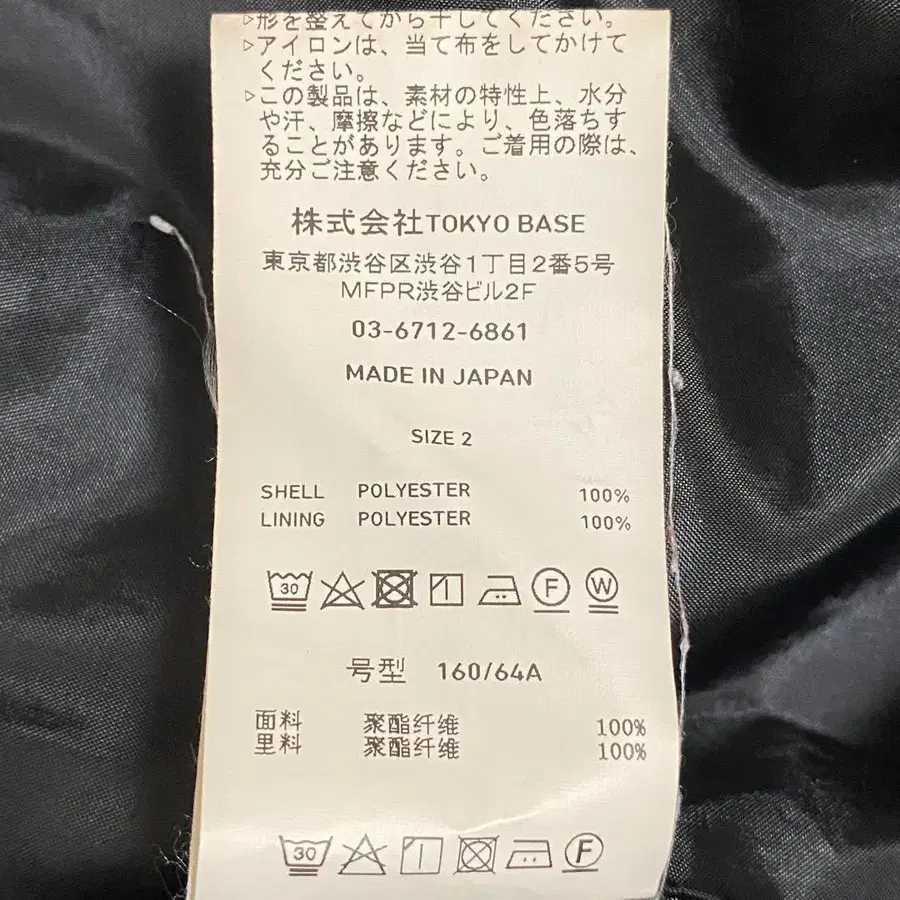 ▷形を整えてから干してください。
▷アイロンは、当て布をしてかけて
ください。
▷この製品は、素材の特性上、水分
や汗、摩擦などにより、色落ちす
ることがあります。ご着用の際は、
充分ご注意ください。
株式会社TOKYO BASE
東京都渋谷区渋谷1丁目2番5号
MFPR渋谷ビル2F
03-6712-6861
MADE IN JAPAN
SIZE 2
SHELL POLYESTER 100%
LINING POLYESTER 100%
30 F W
号型 160/64A
面料 聚酯纤维 100%
里料 聚酯纤维 100%
30 F